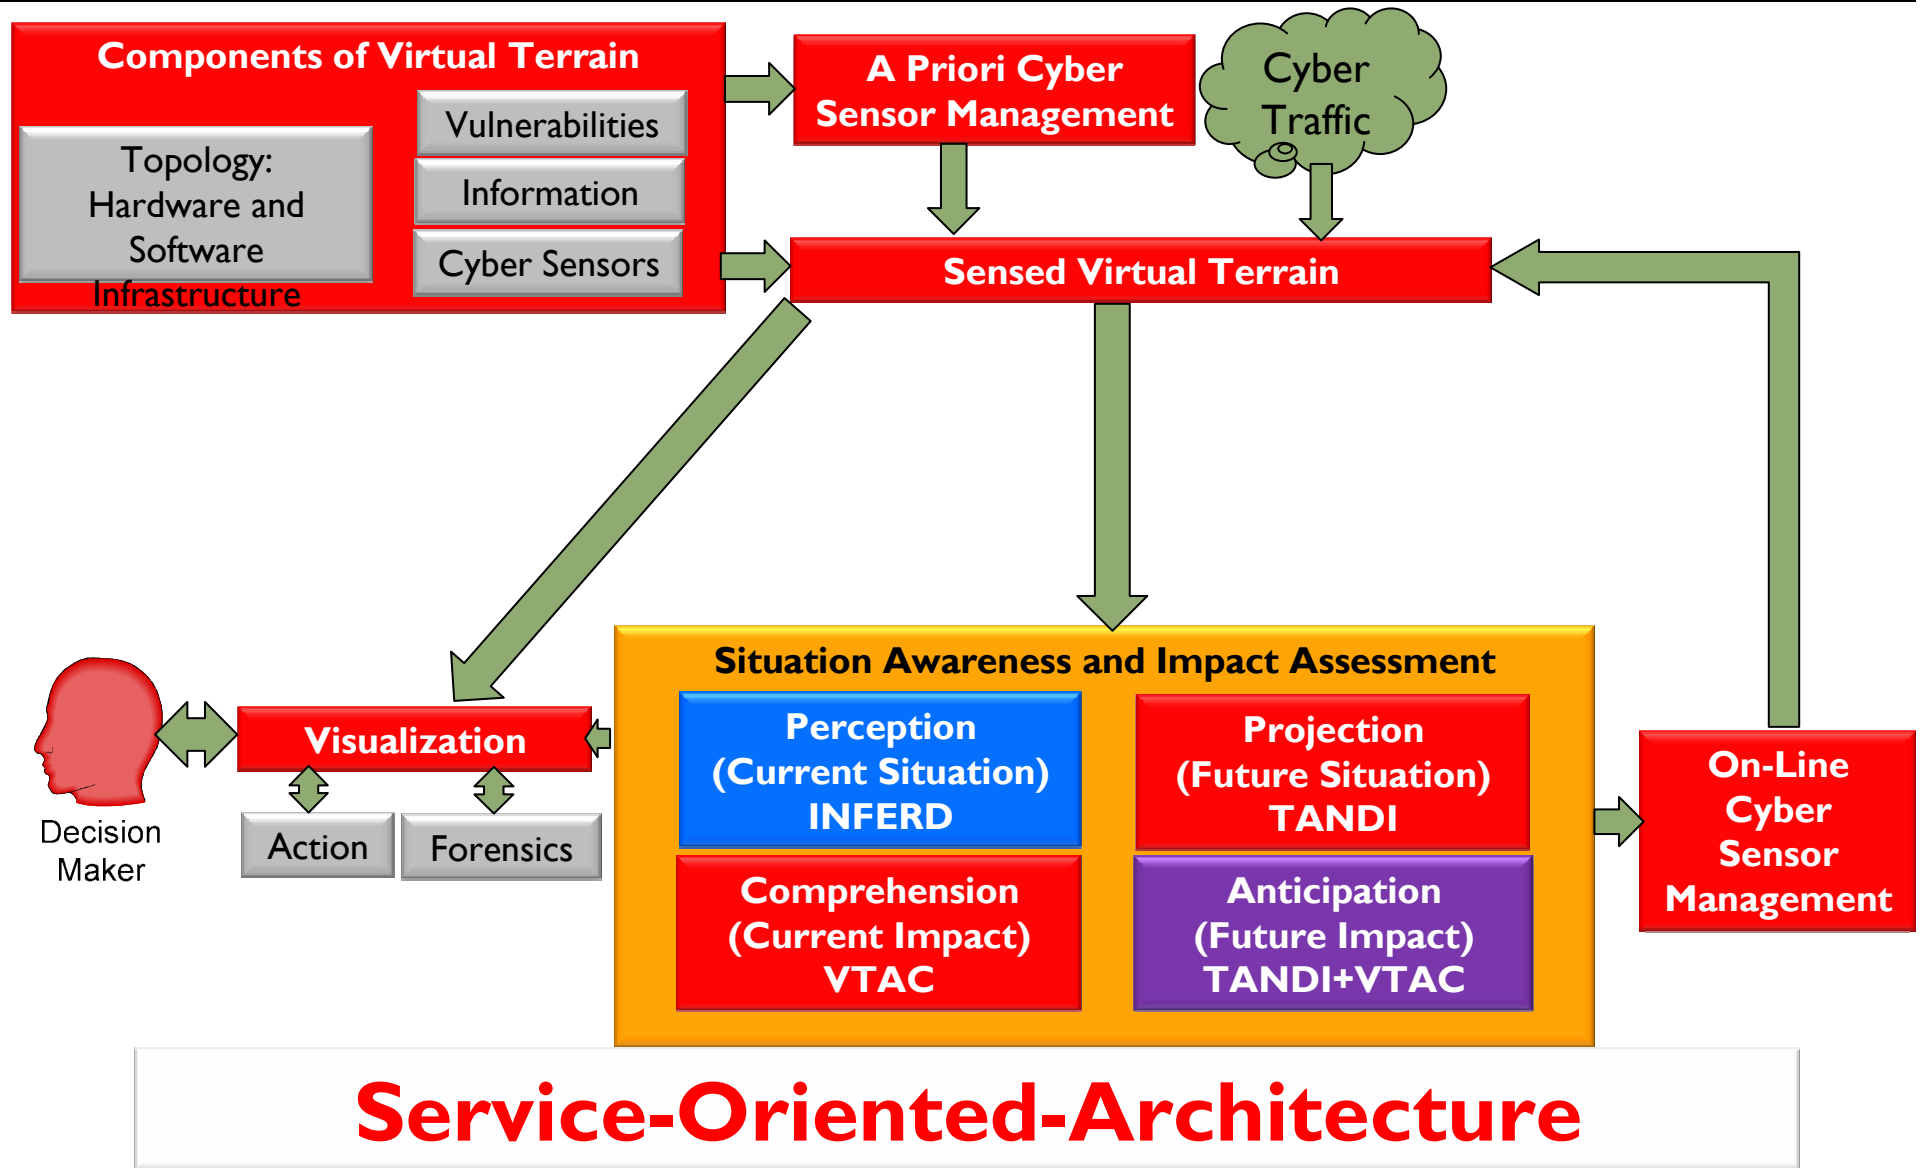 Components of Virtual Terrain
Topology:
Hardware and
Software
Infrastructure
Vulnerabilities
Information
Cyber Sensors
A Priori Cyber
Sensor Management
Cyber
Traffic
Sensed Virtual Terrain
Decision
Maker
Visualization
Action
Forensics
Situation Awareness and Impact Assessment
Perception
(Current Situation)
INFERD
Projection
(Future Situation)
TANDI
Comprehension
(Current Impact)
VTAC
Anticipation
(Future Impact)
TANDI+VTAC
On-Line
Cyber
Sensor
Management
Service-Oriented-Architecture